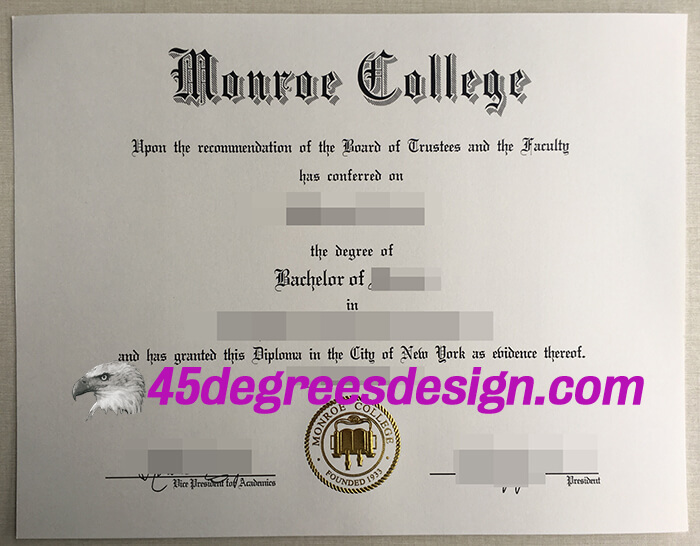 Monroe College
Upon the recommendation of the Board of Trustees and the Faculty
has conferred on
the degree of
Bachelor of
in
and has granted this Diploma in the City of New York as evidence thereof.
45degreesdesign.com
MONROE COLLEGE
FOUNDED 1933
Vice President for Academics
President